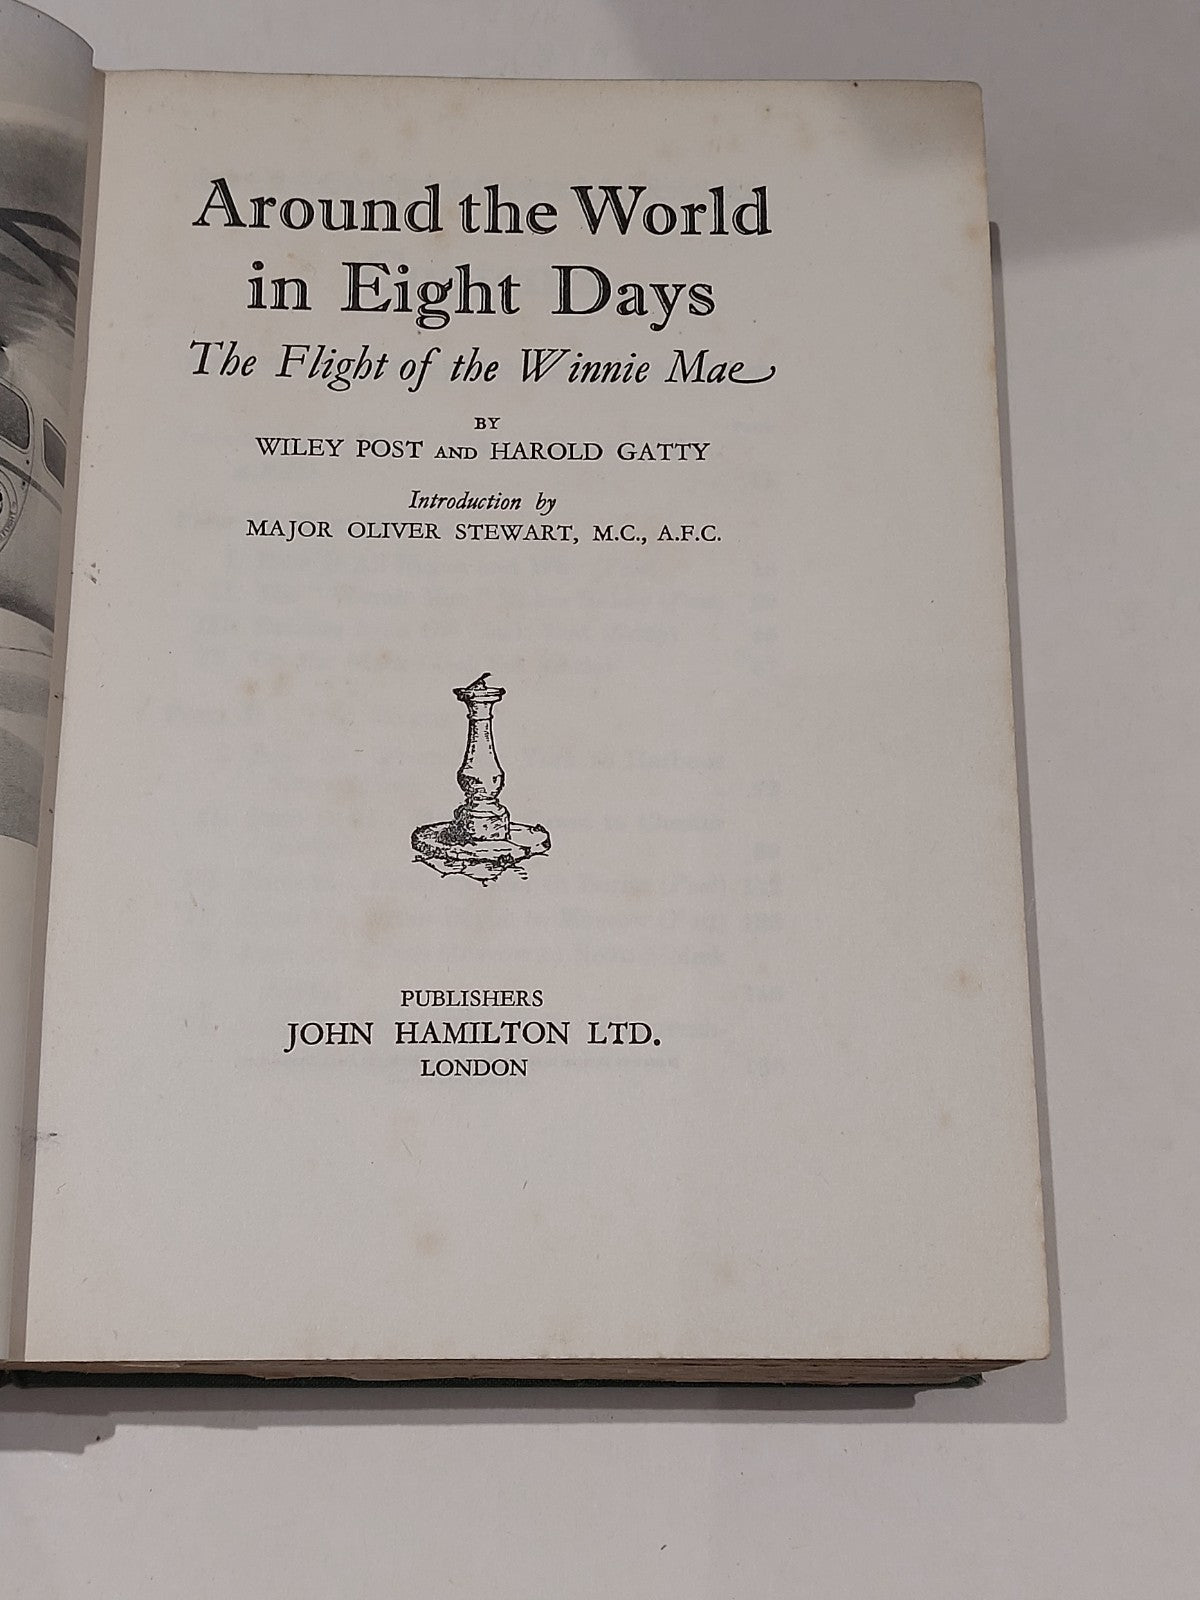 Around the World
in Eight Days
The Flight of the Winnie Mae
BY
WILEY POST AND HAROLD GATTY
Introduction by
MAJOR OLIVER STEWART, M.C., A.F.C.
PUBLISHERS
JOHN HAMILTON LTD.
LONDON